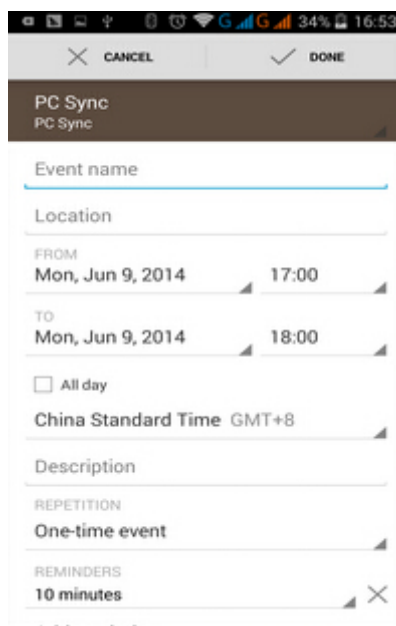 G G 34% 16:53
CANCEL DONE
PC Sync
PC Sync
Event name
Location
FROM
Mon, Jun 9, 2014 17:00
TO
Mon, Jun 9, 2014 18:00
All day
China Standard Time GMT+8
Description
REPETITION
One-time event
REMINDERS
10 minutes